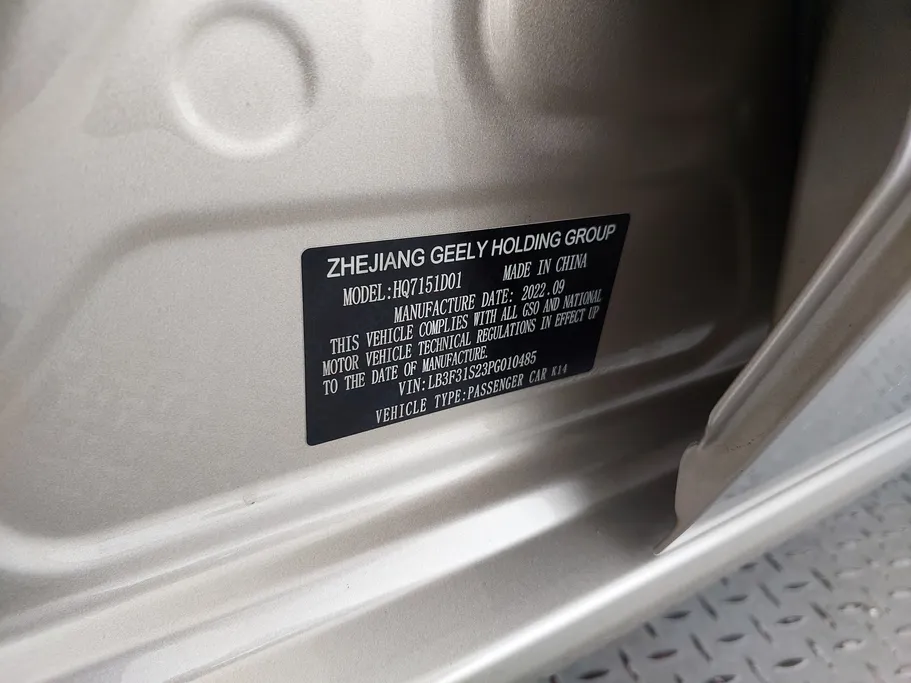 ZHEJIANG GEELY HOLDING GROUP
MODEL:HQ7151D01 MADE IN CHINA
MANUFACTURE DATE: 2022.09
THIS VEHICLE COMPLIES WITH ALL GSO AND NATIONAL
MOTOR VEHICLE TECHNICAL REGULATIONS IN EFFECT UP
TO THE DATE OF MANUFACTURE.
VIN:LB3F31S23PG010485
VEHICLE TYPE:PASSENGER CAR K14